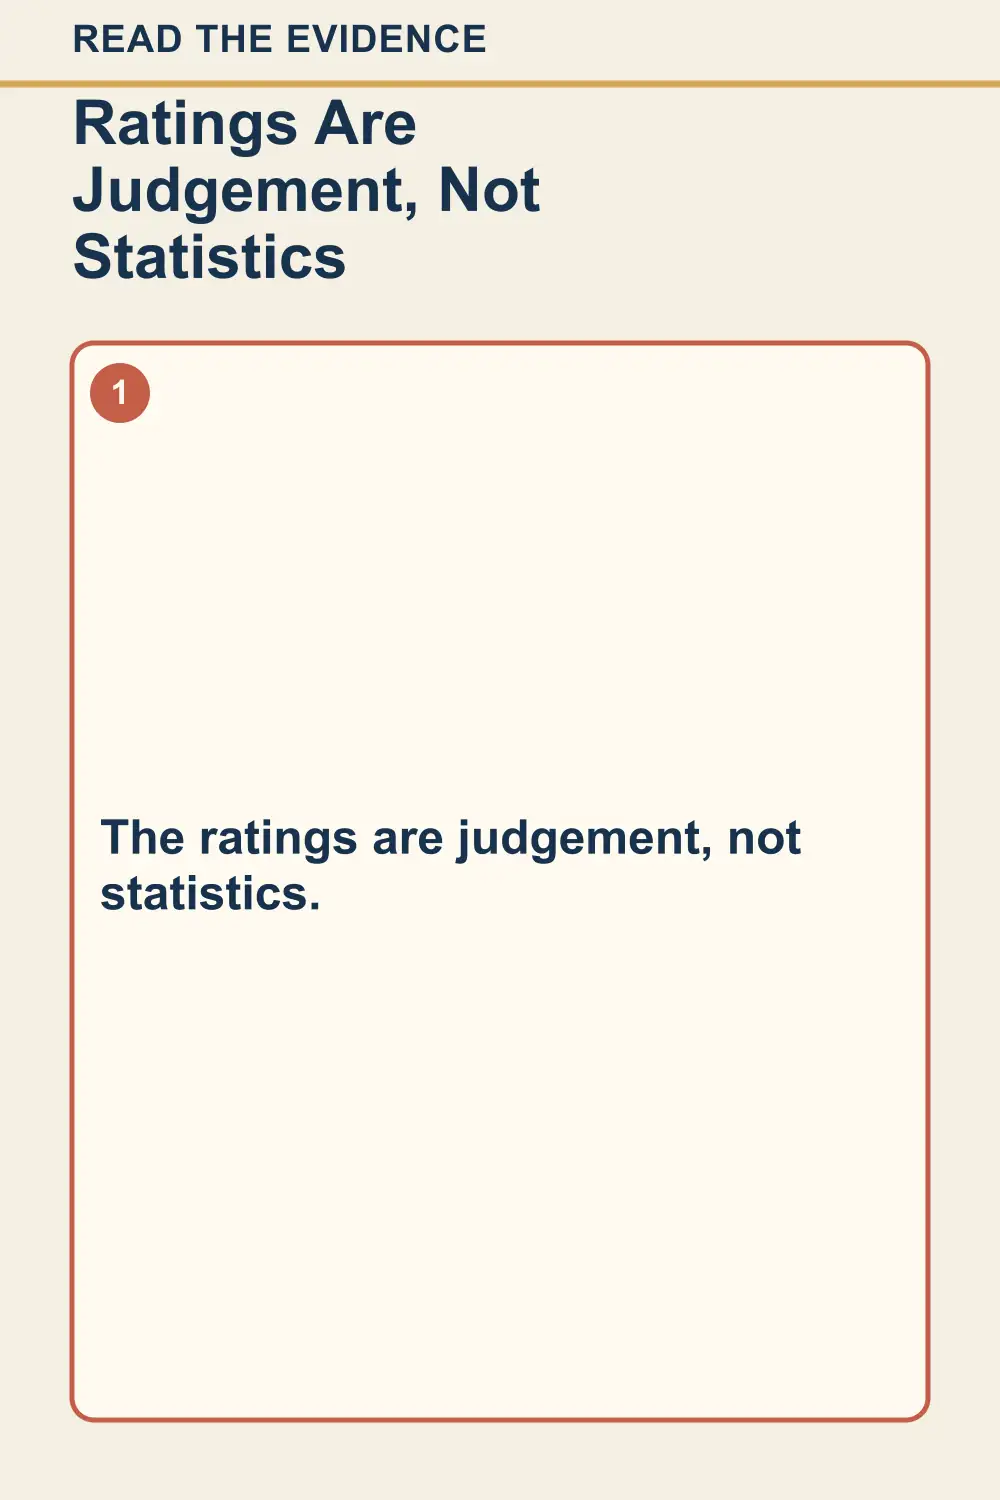 READ THE EVIDENCE
Ratings Are
Judgement, Not
Statistics
1
The ratings are judgement, not
statistics.